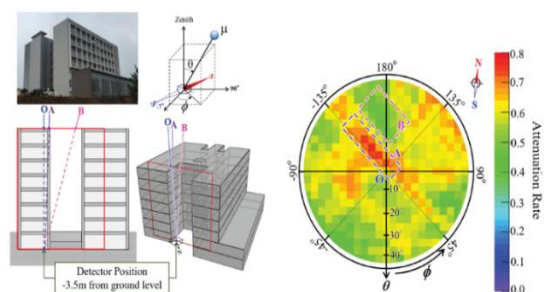 Zenith
μ
θ
90°
ϕ
O A B
O A B
Detector Position
-3.5m from ground level
180°
-135°
135°
B
A
O
-90°
90°
10
20
30
40
-45°
45°
θ
ϕ
N
S
0.8
0.7
0.6
0.5
0.4
0.3
0.2
0.1
0.0
Attenuation Rate